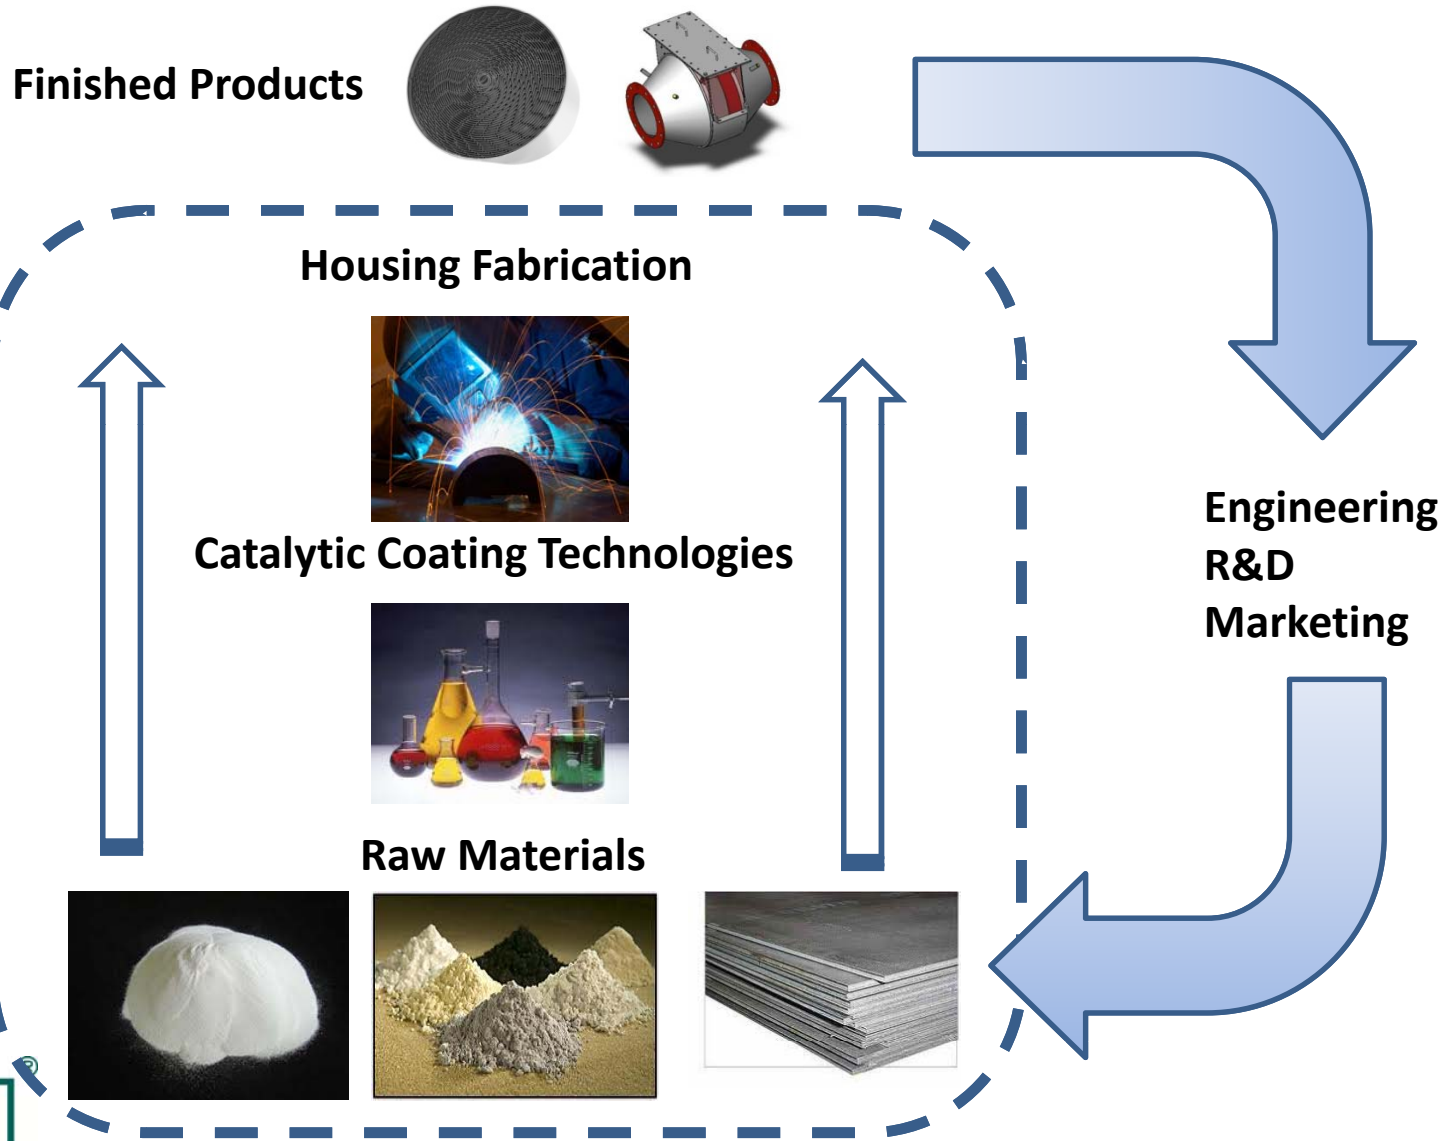 Finished Products
Housing Fabrication
Catalytic Coating Technologies
Engineering
R&D
Marketing
Raw Materials
®